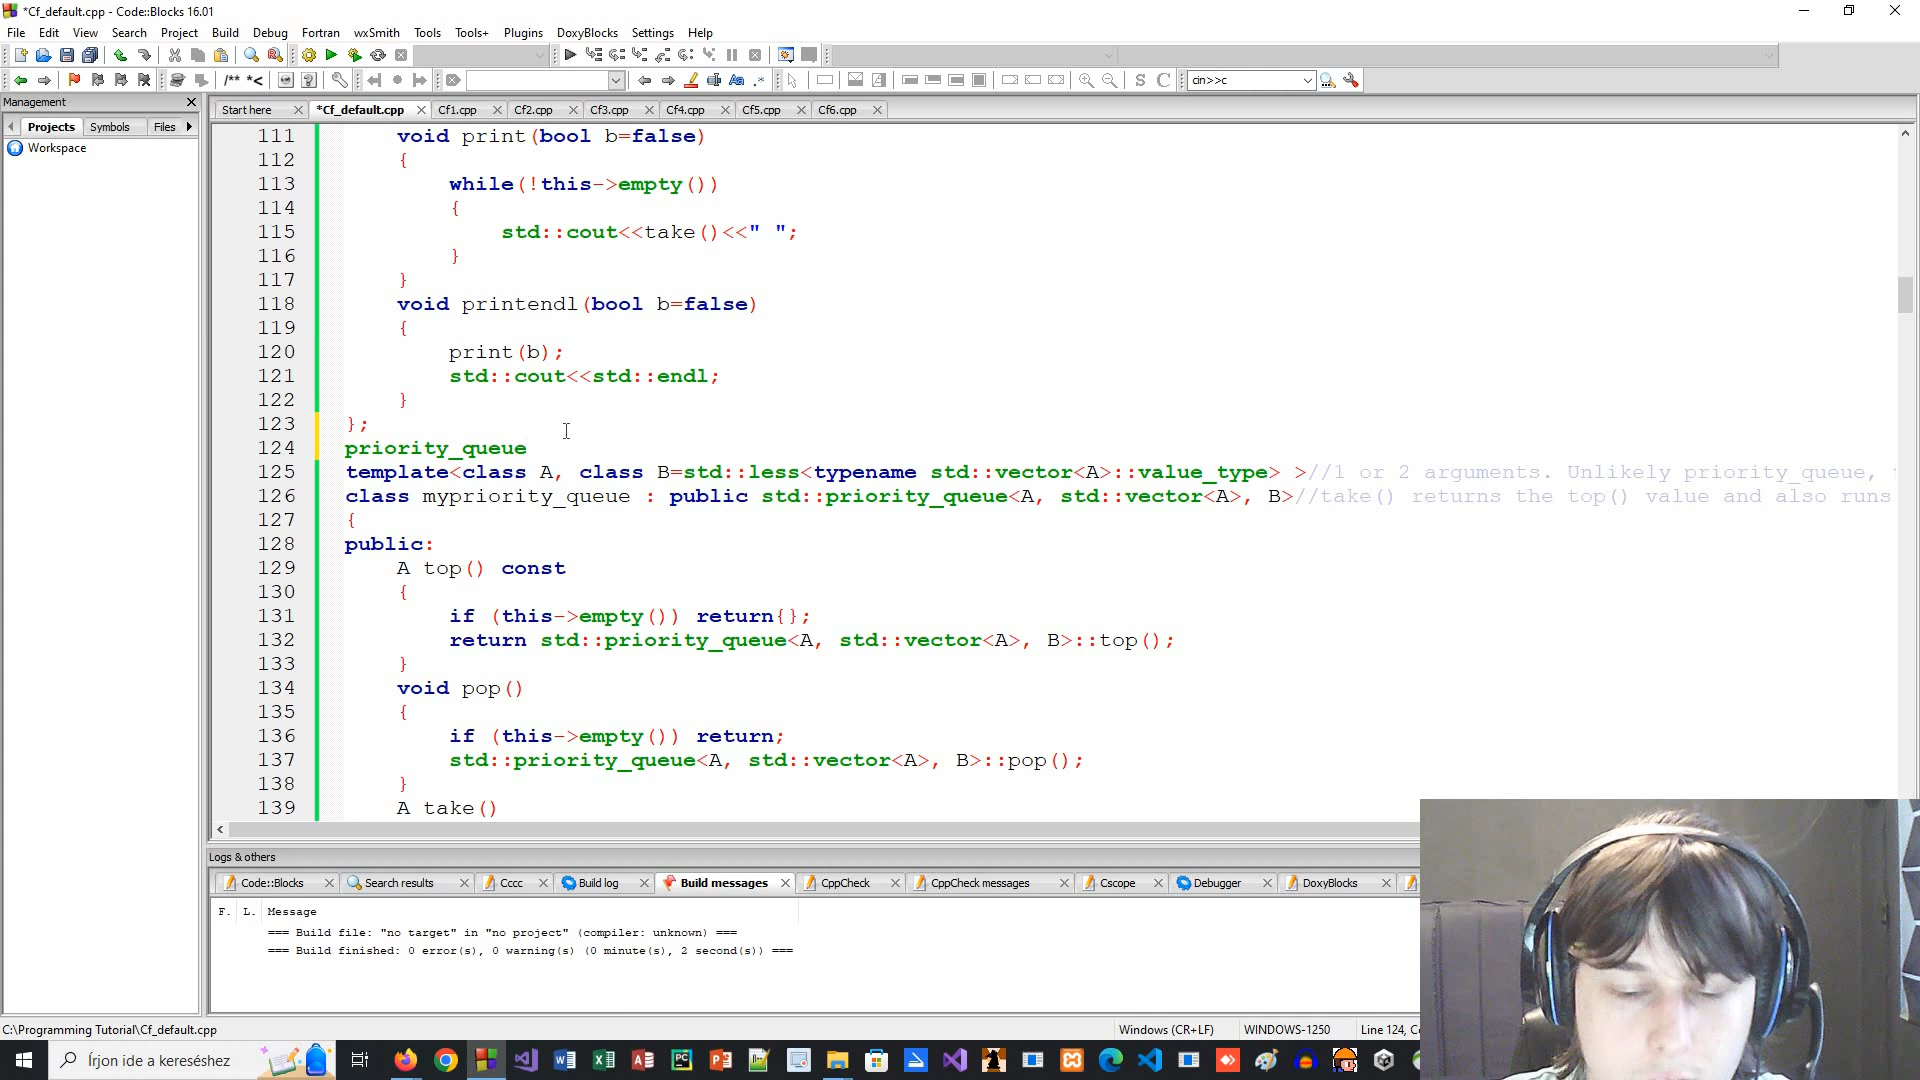 *Cf_default.cpp - Code::Blocks 16.01
File Edit View Search Project Build Debug Fortran wxSmith Tools Tools+ Plugins DoxyBlocks Settings Help
/** *< cin>>c
Management
Start here *Cf_default.cpp Cf1.cpp Cf2.cpp Cf3.cpp Cf4.cpp Cf5.cpp Cf6.cpp
Projects Symbols Files
Workspace
111 void print(bool b=false)
112 {
113 while(!this->empty())
114 {
115 std::cout<<take()<<" ";
116 }
117 }
118 void printendl(bool b=false)
119 {
120 print(b);
121 std::cout<<std::endl;
122 }
123 };
124 priority_queue
125 template<class A, class B=std::less<typename std::vector<A>::value_type> >//1 or 2 arguments. Unlikely priority_queue,
126 class mypriority_queue : public std::priority_queue<A, std::vector<A>, B>//take() returns the top() value and also runs
127 {
128 public:
129 A top() const
130 {
131 if (this->empty()) return{};
132 return std::priority_queue<A, std::vector<A>, B>::top();
133 }
134 void pop()
135 {
136 if (this->empty()) return;
137 std::priority_queue<A, std::vector<A>, B>::pop();
138 }
139 A take()
Logs & others
Code::Blocks Search results Cccc Build log Build messages CppCheck CppCheck messages Cscope Debugger DoxyBlocks
F. L. Message
=== Build file: "no target" in "no project" (compiler: unknown) ===
=== Build finished: 0 error(s), 0 warning(s) (0 minute(s), 2 second(s)) ===
C:\Programming Tutorial\Cf_default.cpp Windows (CR+LF) WINDOWS-1250 Line 124, C
Írjon ide a kereséshez